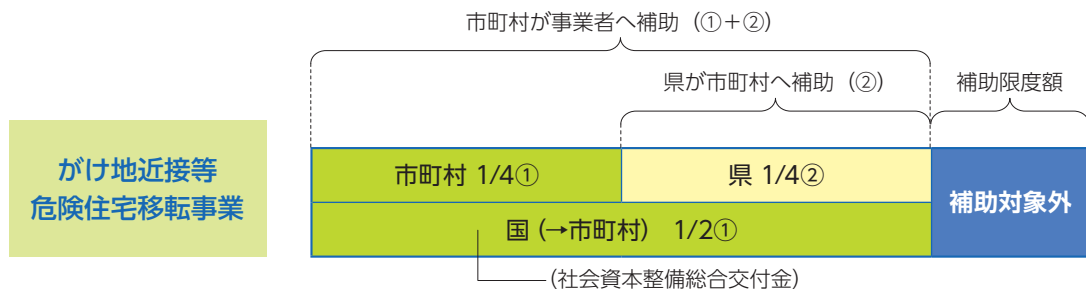 市町村が事業者へ補助（①＋②）
県が市町村へ補助（②）
補助限度額
がけ地近接等
危険住宅移転事業
市町村 1/4①
県 1/4②
補助対象外
国（→市町村） 1/2①
（社会資本整備総合交付金）